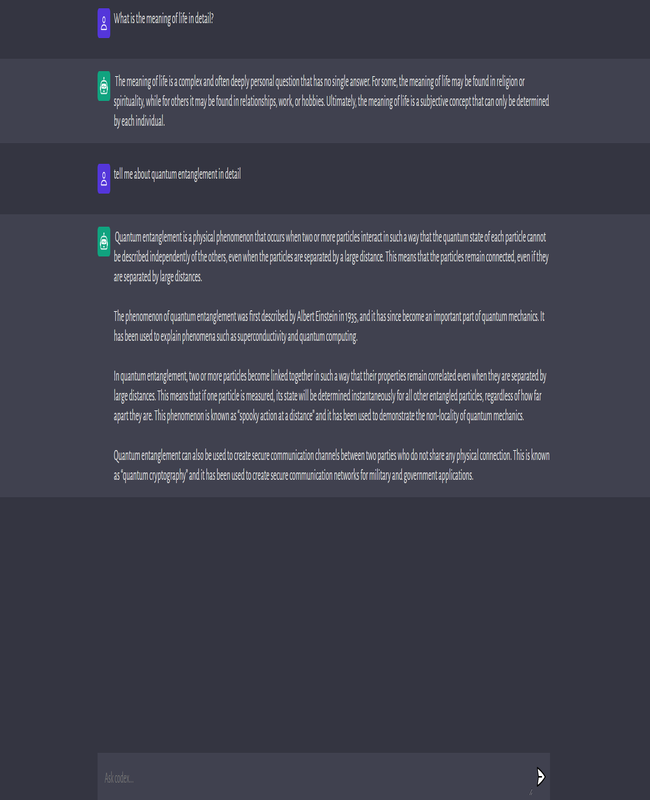 What is the meaning of life in detail?
The meaning of life is a complex and often deeply personal question that has no single answer. For some, the meaning of life may be found in religion or
spirituality, while for others it may be found in relationships, work, or hobbies. Ultimately, the meaning of life is a subjective concept that can only be determined
by each individual.
tell me about quantum entanglement in detail
Quantum entanglement is a physical phenomenon that occurs when two or more particles interact in such a way that the quantum state of each particle cannot
be described independently of the others, even when the particles are separated by a large distance. This means that the particles remain connected, even if they
are separated by large distances.
The phenomenon of quantum entanglement was first described by Albert Einstein in 1935, and it has since become an important part of quantum mechanics. It
has been used to explain phenomena such as superconductivity and quantum computing.
In quantum entanglement, two or more particles become linked together in such a way that their properties remain correlated even when they are separated by
large distances. This means that if one particle is measured, its state will be determined instantaneously for all other entangled particles, regardless of how far
apart they are. This phenomenon is known as "spooky action at a distance" and it has been used to demonstrate the non-locality of quantum mechanics.
Quantum entanglement can also be used to create secure communication channels between two parties who do not share any physical connection. This is known
as "quantum cryptography" and it has been used to create secure communication networks for military and government applications.
Ask codex...